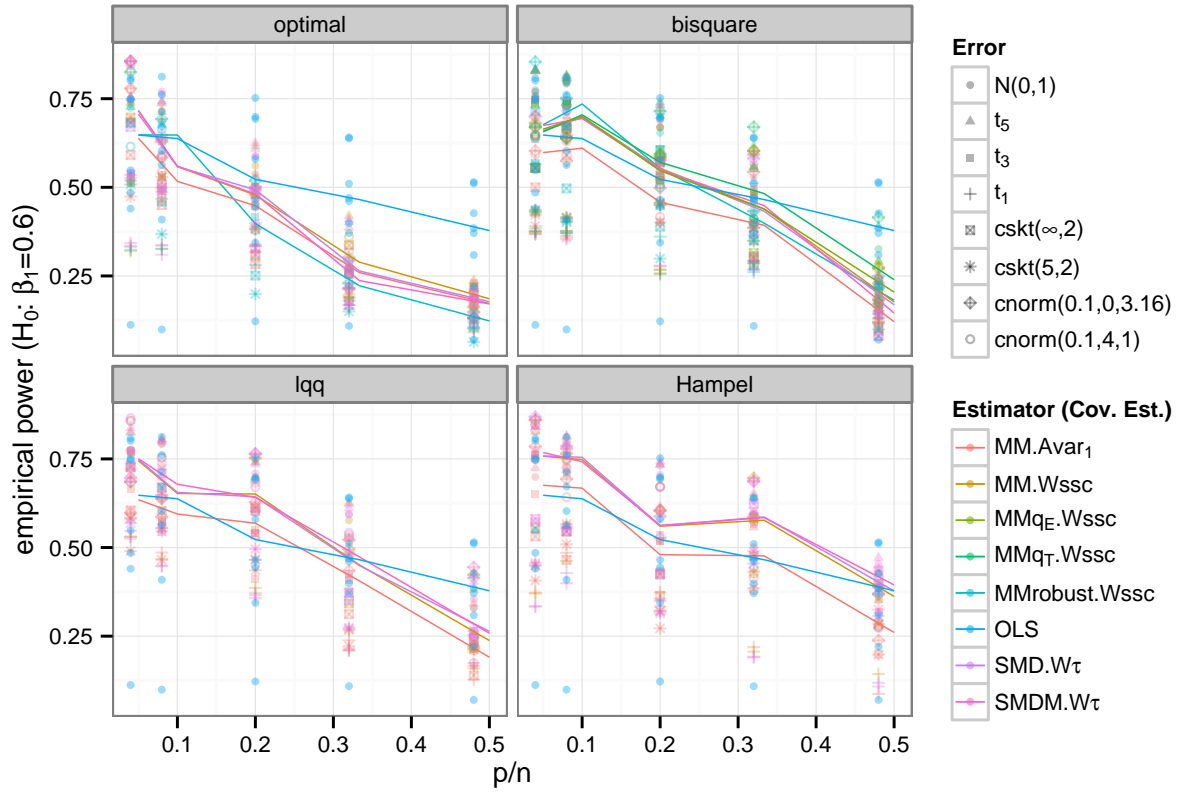 optimal
bisquare
lqq
Hampel
0.75
0.50
0.25
0.75
0.50
0.25
0.1 0.2 0.3 0.4 0.5
0.1 0.2 0.3 0.4 0.5
p/n
empirical power (H₀: β₁=0.6)
Error
N(0,1)
t₅
t₃
t₁
cskt(∞,2)
cskt(5,2)
cnorm(0.1,0,3.16)
cnorm(0.1,4,1)
Estimator (Cov. Est.)
MM.Avar₁
MM.Wssc
MMqE.Wssc
MMqT.Wssc
MMrobust.Wssc
OLS
SMD.Wτ
SMDM.Wτ